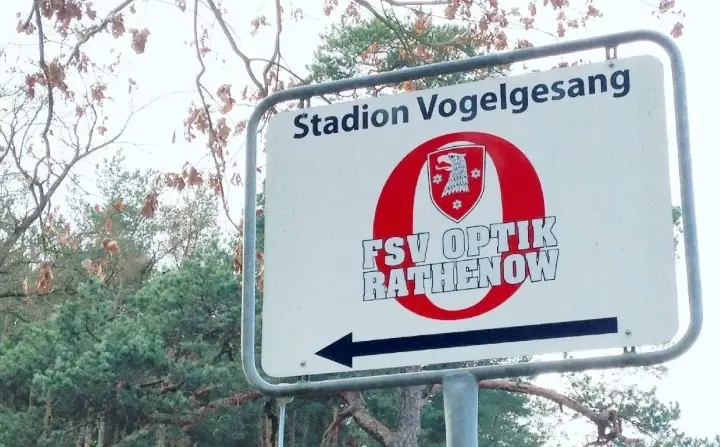 Stadion Vogelgesang
FSV OPTIK
RATHENOW